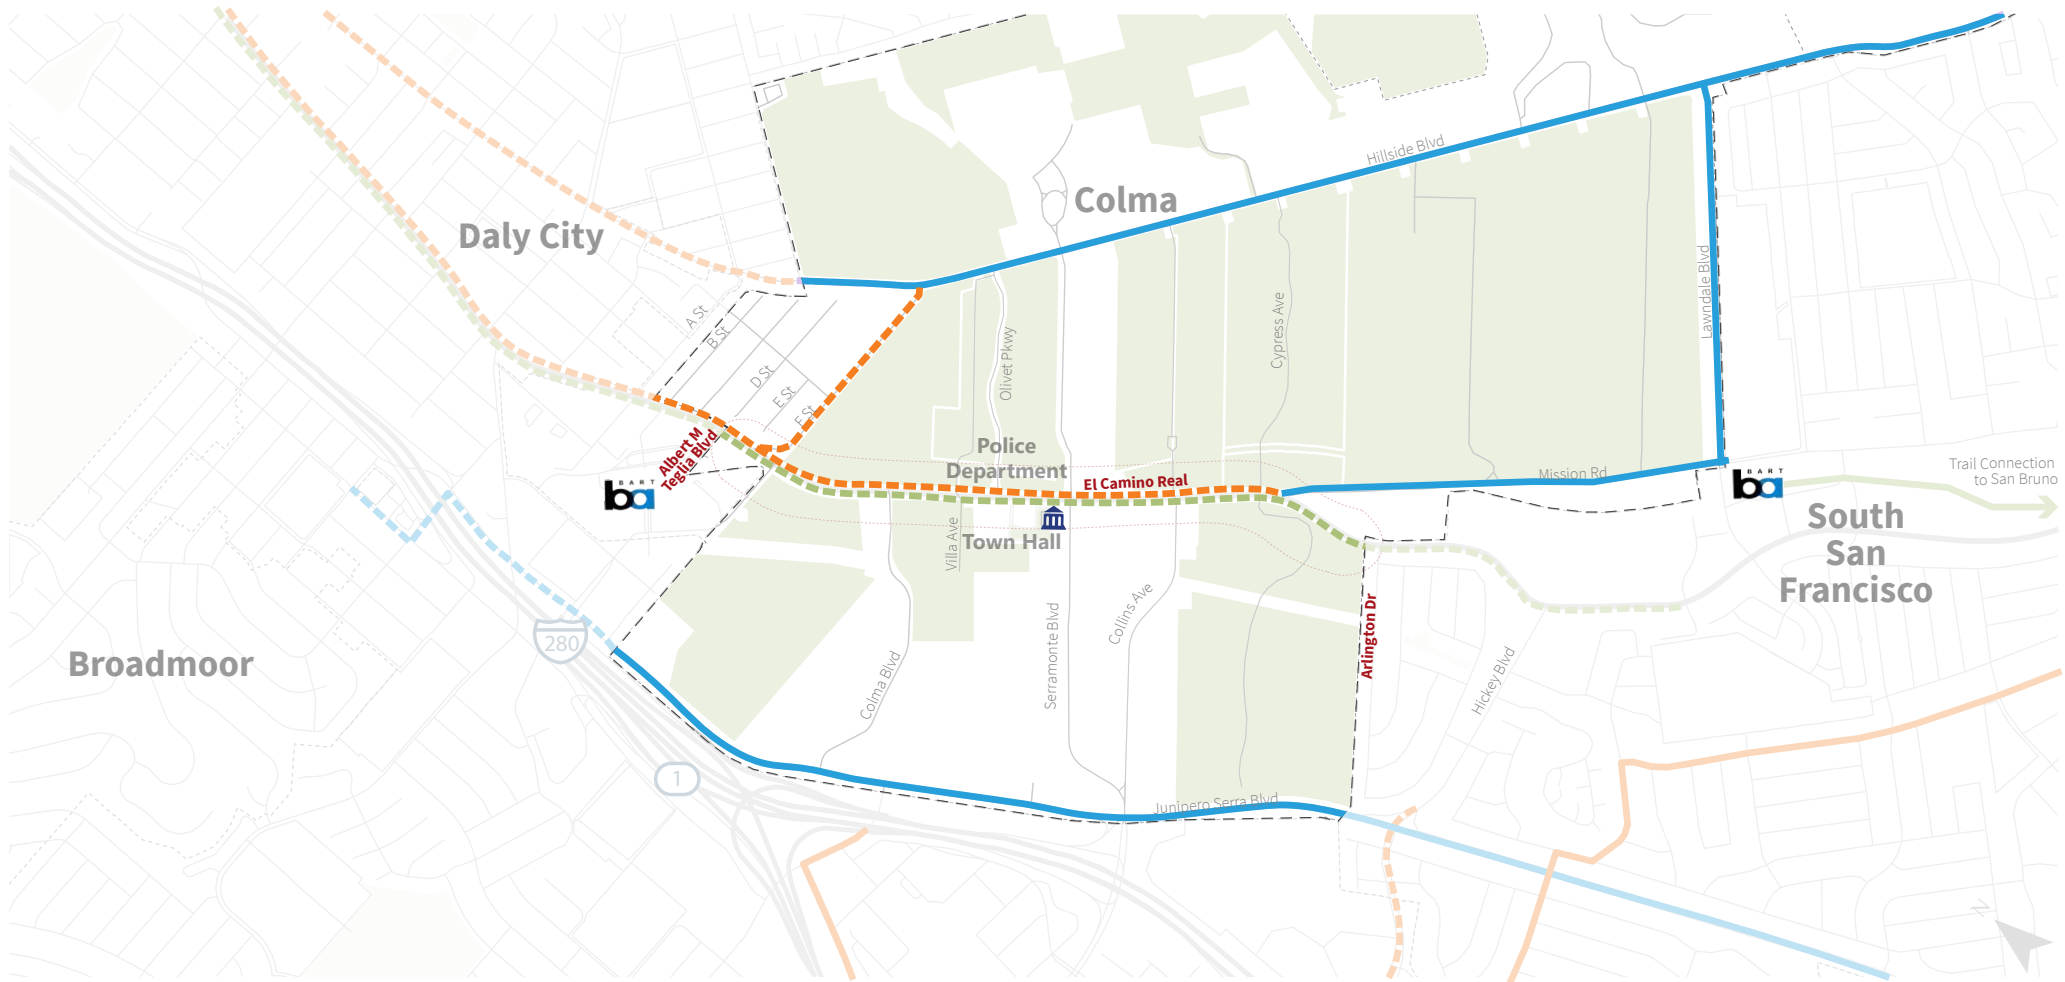 Colma
Hillside Blvd
Daly City
A St
B St
D St
E St
F St
Olivet Pkwy
Cypress Ave
Lawndale Blvd
Albert M
Teglia Blvd
BART
ba
Police
Department
El Camino Real
Mission Rd
BART
ba
Trail Connection
to San Bruno
South
San
Francisco
Villa Ave
Town Hall
Colma Blvd
Serramonte Blvd
Collins Ave
Arlington Dr
Hickey Blvd
Broadmoor
280
1
Junipero Serra Blvd
N